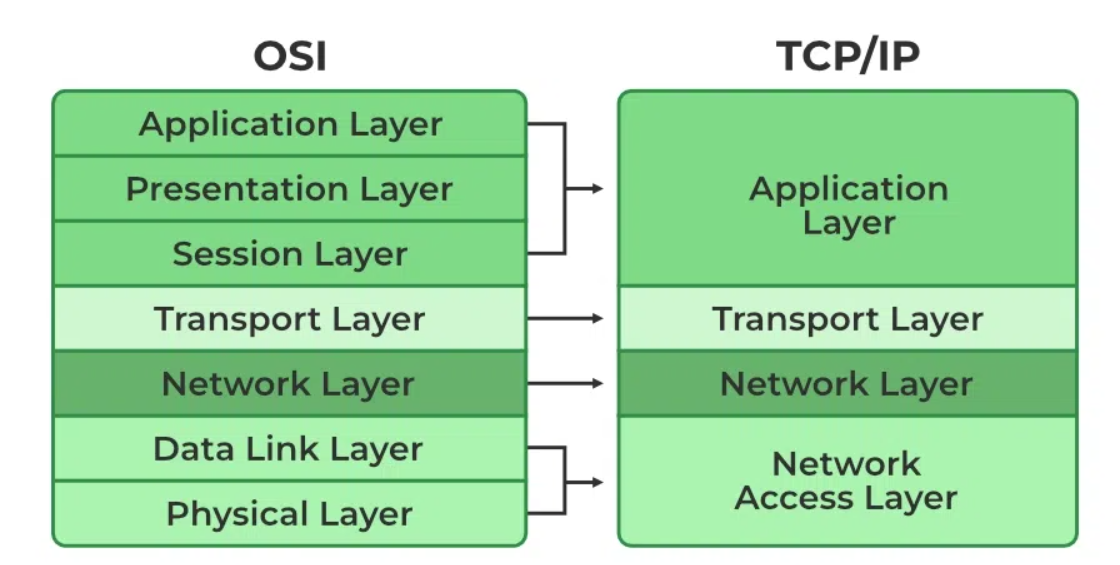 OSI
Application Layer
Presentation Layer
Session Layer
Transport Layer
Network Layer
Data Link Layer
Physical Layer
TCP/IP
Application
Layer
Transport Layer
Network Layer
Network
Access Layer